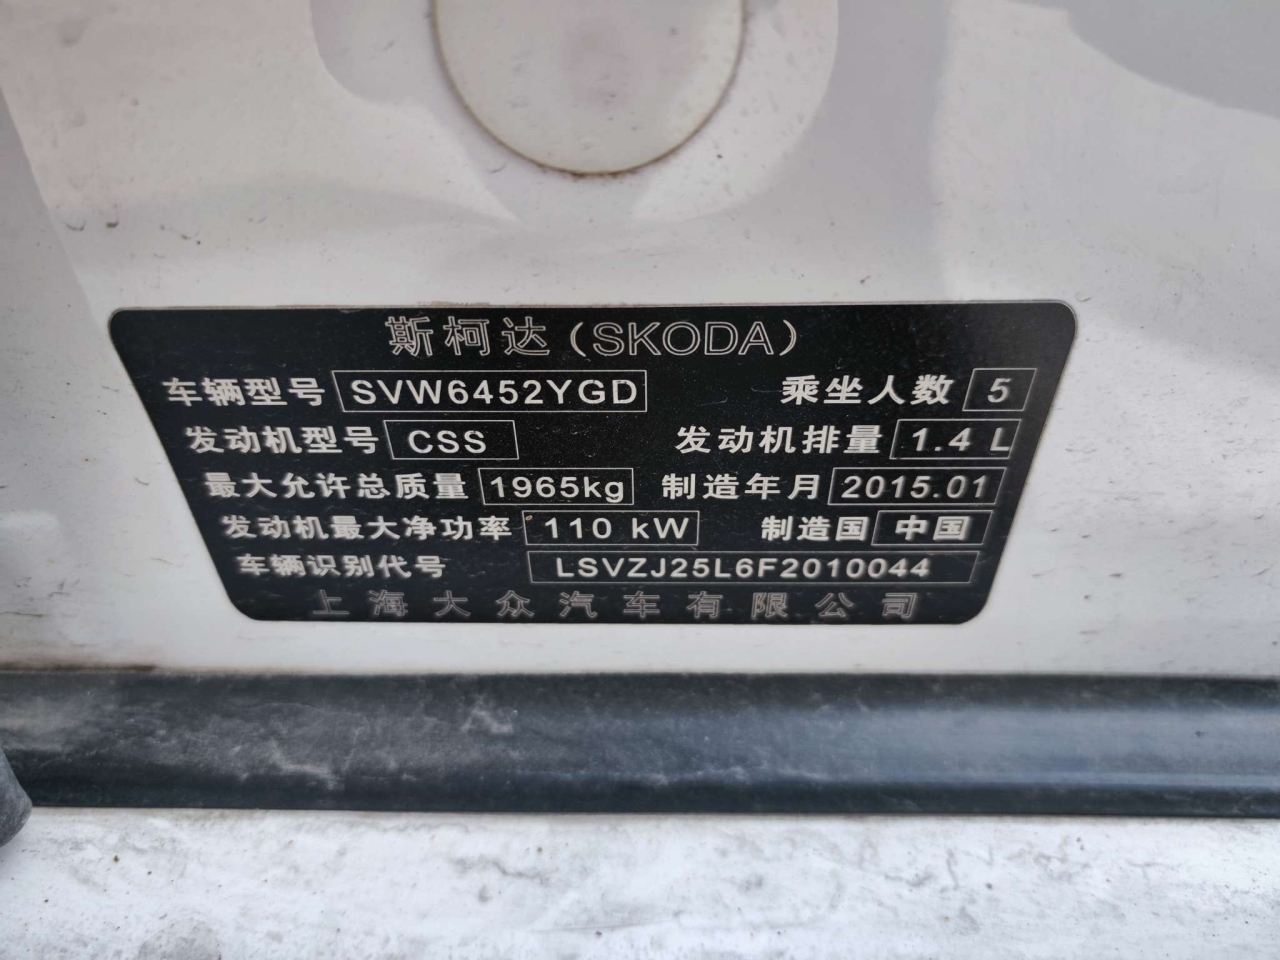 斯柯达(SKODA)
车辆型号 SVW6452YGD 乘坐人数 5
发动机型号 CSS 发动机排量 1.4 L
最大允许总质量 1965kg 制造年月 2015.01
发动机最大净功率 110 kW 制造国 中国
车辆识别代号 LSVZJ25L6F2010044
上海大众汽车有限公司